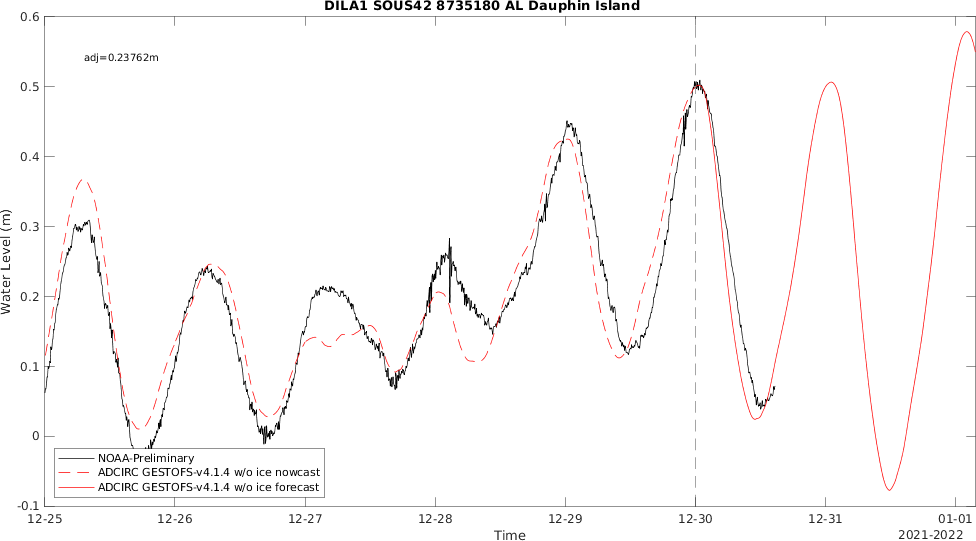 DILA1 SOUS42 8735180 AL Dauphin Island
adj=0.23762m
0.6
0.5
0.4
0.3
0.2
0.1
0
-0.1
Water Level (m)
NOAA-Preliminary
ADCIRC GESTOFS-v4.1.4 w/o ice nowcast
ADCIRC GESTOFS-v4.1.4 w/o ice forecast
12-25 12-26 12-27 12-28 12-29 12-30 12-31 01-01
Time
2021-2022